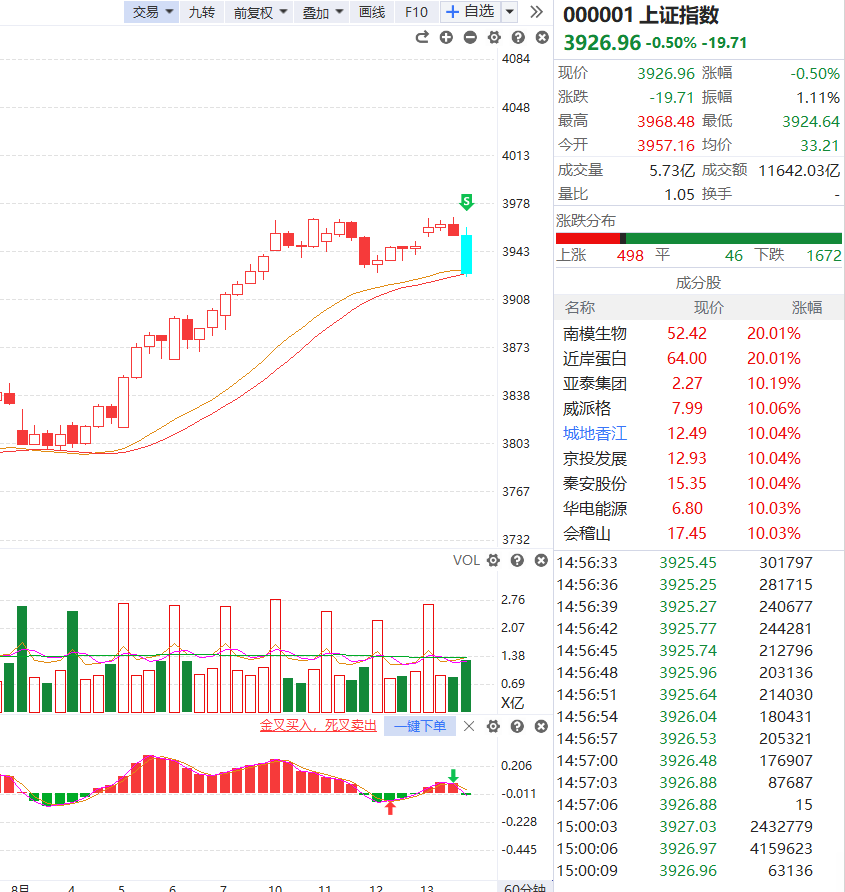 交易 九转 前复权 叠加 画线 F10 + 自选
000001 上证指数
3926.96 -0.50% -19.71
现价 3926.96 涨幅 -0.50%
涨跌 -19.71 振幅 1.11%
最高 3968.48 最低 3924.64
今开 3957.16 均价 33.21
成交量 5.73亿 成交额 11642.03亿
量比 1.05 换手 -
涨跌分布
上涨 498 平 46 下跌 1672
成分股
名称 现价 涨幅
南模生物 52.42 20.01%
近岸蛋白 64.00 20.01%
亚泰集团 2.27 10.19%
威派格 7.99 10.06%
城地香江 12.49 10.04%
京投发展 12.93 10.04%
秦安股份 15.35 10.04%
华电能源 6.80 10.03%
会稽山 17.45 10.03%
14:56:33 3925.45 301797
14:56:36 3925.25 281715
14:56:39 3925.27 240677
14:56:42 3925.77 244281
14:56:45 3925.74 212796
14:56:48 3925.96 203136
14:56:51 3925.64 214030
14:56:54 3926.04 180431
14:56:57 3926.53 205321
14:57:00 3926.48 176907
14:57:03 3926.88 87687
14:57:06 3926.88 15
15:00:03 3927.03 2432779
15:00:06 3926.97 4159623
15:00:09 3926.96 63136
4084
4048
4013
3978
S
3943
3908
3873
3838
3803
3767
3732
VOL
2.76
2.07
1.38
0.69
X亿
金叉买入，死叉卖出 一键下单
0.206
-0.011
-0.228
-0.445
8月 4 5 6 7 10 11 12 13 60分钟